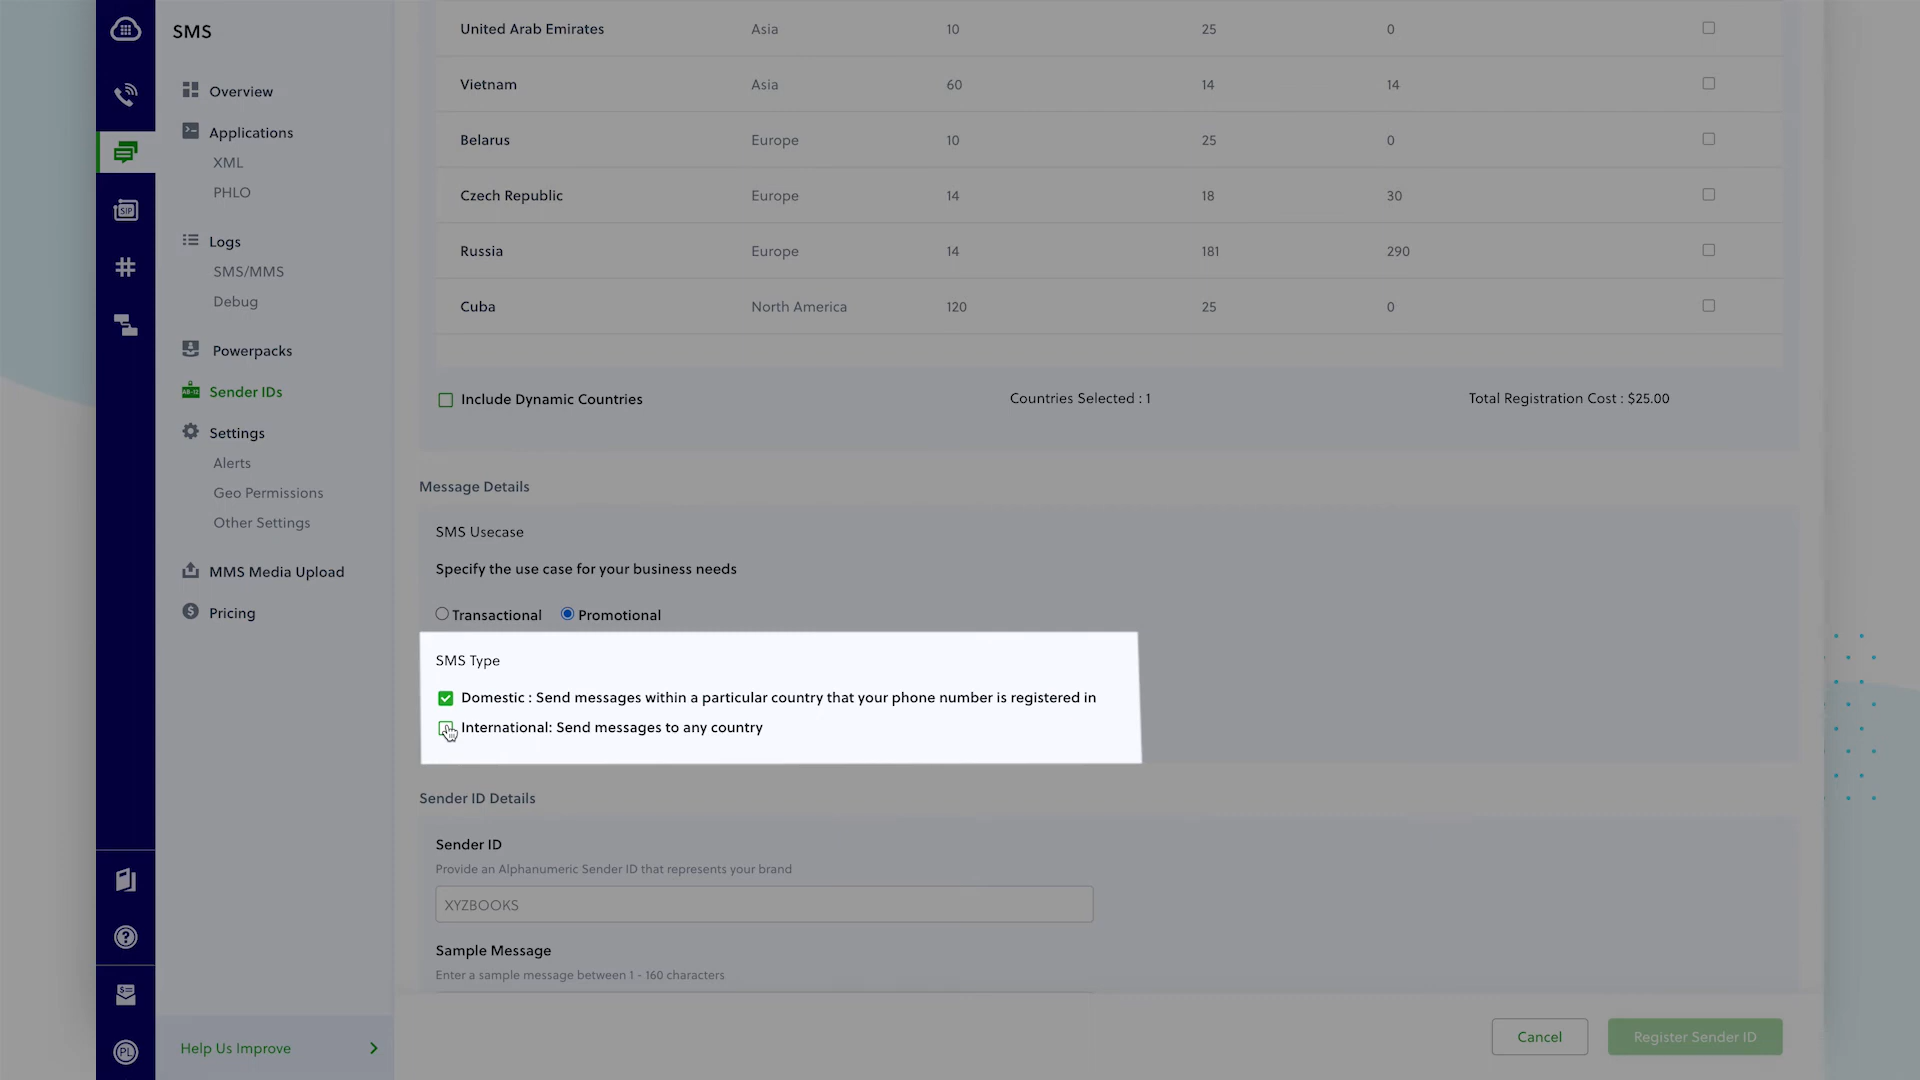 SMS
Overview
Applications
XML
PHLO
Logs
SMS/MMS
Debug
Powerpacks
AB-12
Sender IDs
Settings
Alerts
Geo Permissions
Other Settings
MMS Media Upload
Pricing
Help Us Improve
SIP
PL
United Arab Emirates Asia 10 25 0
Vietnam Asia 60 14 14
Belarus Europe 10 25 0
Czech Republic Europe 14 18 30
Russia Europe 14 181 290
Cuba North America 120 25 0
Include Dynamic Countries Countries Selected : 1 Total Registration Cost : $25.00
Message Details
SMS Usecase
Specify the use case for your business needs
Transactional Promotional
SMS Type
Domestic : Send messages within a particular country that your phone number is registered in
International: Send messages to any country
Sender ID Details
Sender ID
Provide an Alphanumeric Sender ID that represents your brand
XYZBOOKS
Sample Message
Enter a sample message between 1 - 160 characters
Cancel Register Sender ID